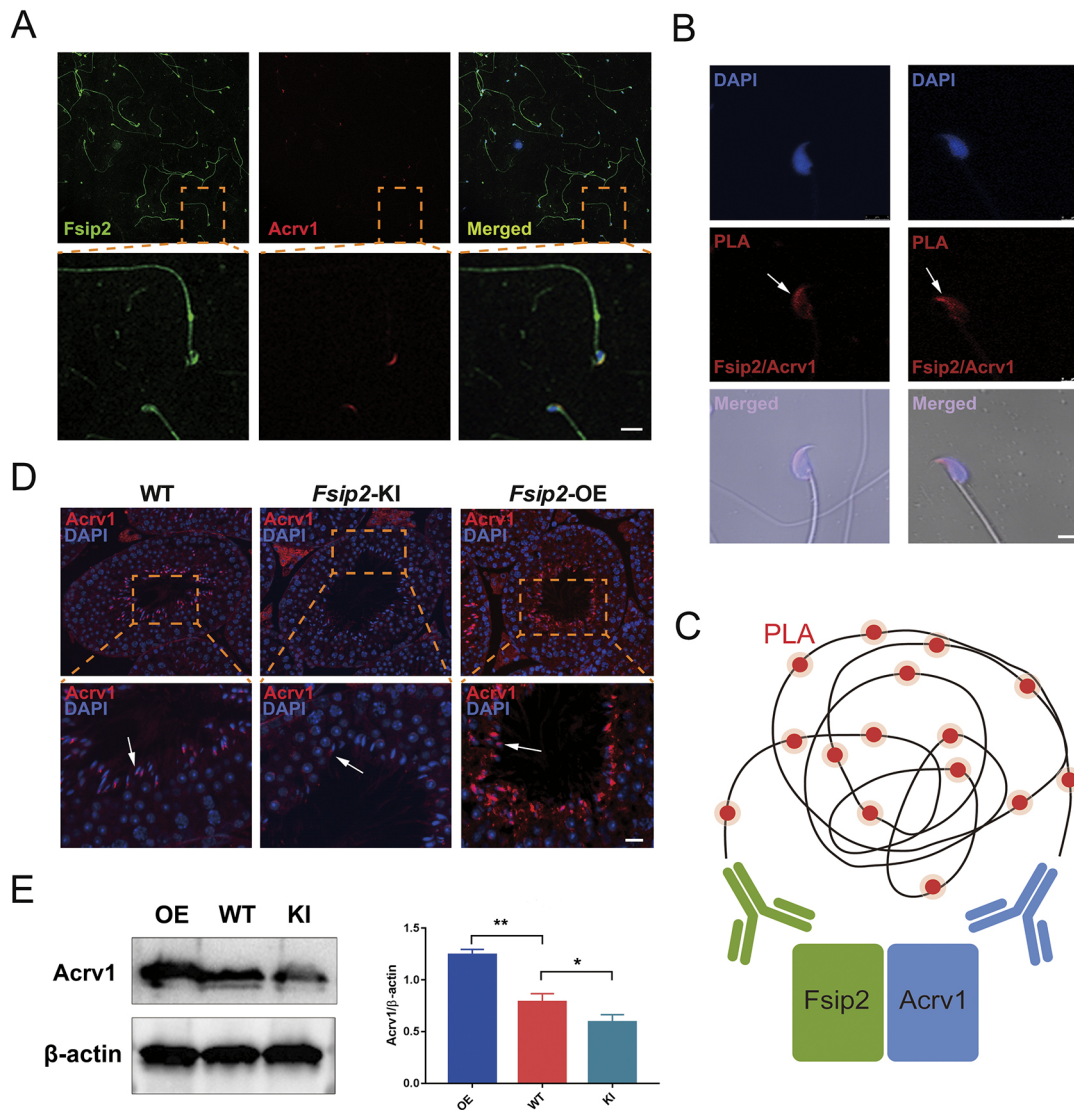 A
Fsip2
Acrv1
Merged
B
DAPI
DAPI
PLA
Fsip2/Acrv1
PLA
Fsip2/Acrv1
Merged
Merged
D
WT
Fsip2-KI
Fsip2-OE
Acrv1
DAPI
Acrv1
DAPI
Acrv1
DAPI
Acrv1
DAPI
Acrv1
DAPI
Acrv1
DAPI
C
PLA
Fsip2
Acrv1
E
OE WT KI
Acrv1
β-actin
Acrv1/β-actin
1.5
1.0
0.5
0.0
**
*
OE
WT
KI